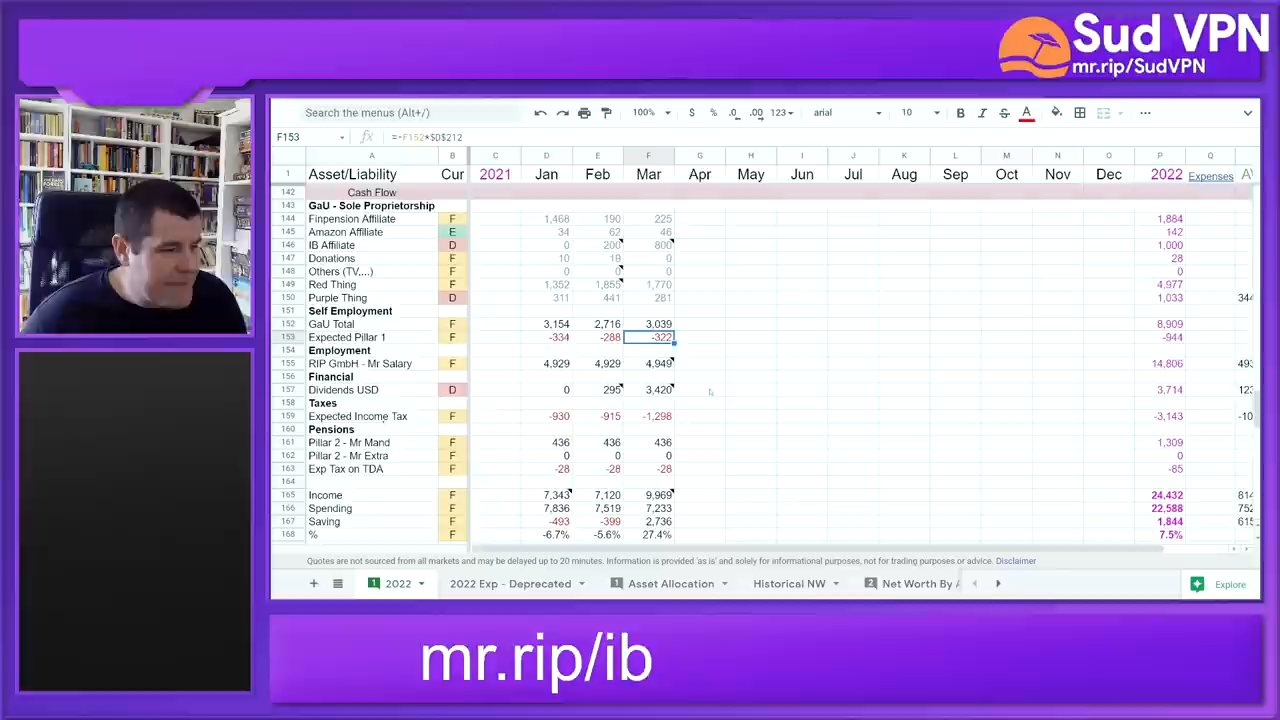 Sud VPN
mr.rip/SudVPN
Search the menus (Alt+/) 100% $ % .0 .00 123 arial 10 B I S A
F153 fx =-F152*$D$212
A B C D E F G H I J K L M N O P Q
1 Asset/Liability Cur 2021 Jan Feb Mar Apr May Jun Jul Aug Sep Oct Nov Dec 2022 Expenses
142 Cash Flow
143 GaU - Sole Proprietorship
144 Finpension Affiliate F 1,468 190 225 1,884
145 Amazon Affiliate E 34 62 46 142
146 IB Affiliate D 0 200 800 1,000
147 Donations F 10 18 0 28
148 Others (TV,...) F 0 0 0 0
149 Red Thing F 1,352 1,855 1,770 4,977
150 Purple Thing D 311 441 281 1,033 344
151 Self Employment
152 GaU Total F 3,154 2,716 3,039 8,909
153 Expected Pillar 1 F -334 -288 -322 -944
154 Employment
155 RIP GmbH - Mr Salary F 4,929 4,929 4,949 14,806 493
156 Financial
157 Dividends USD D 0 295 3,420 3,714 123
158 Taxes
159 Expected Income Tax F -930 -915 -1,298 -3,143 -10
160 Pensions
161 Pillar 2 - Mr Mand F 436 436 436 1,309
162 Pillar 2 - Mr Extra F 0 0 0 0
163 Exp Tax on TDA F -28 -28 -28 -85
164
165 Income F 7,343 7,120 9,969 24,432 814
166 Spending F 7,836 7,519 7,233 22,588 752
167 Saving F -493 -399 2,736 1,844 615
168 % F -6.7% -5.6% 27.4% 7.5%
Quotes are not sourced from all markets and may be delayed up to 20 minutes. Information is provided 'as is' and solely for informational purposes, not for trading purposes or advice. Disclaimer
+ 1 2022 2022 Exp - Deprecated 1 Asset Allocation Historical NW 2 Net Worth By Explore
mr.rip/ib